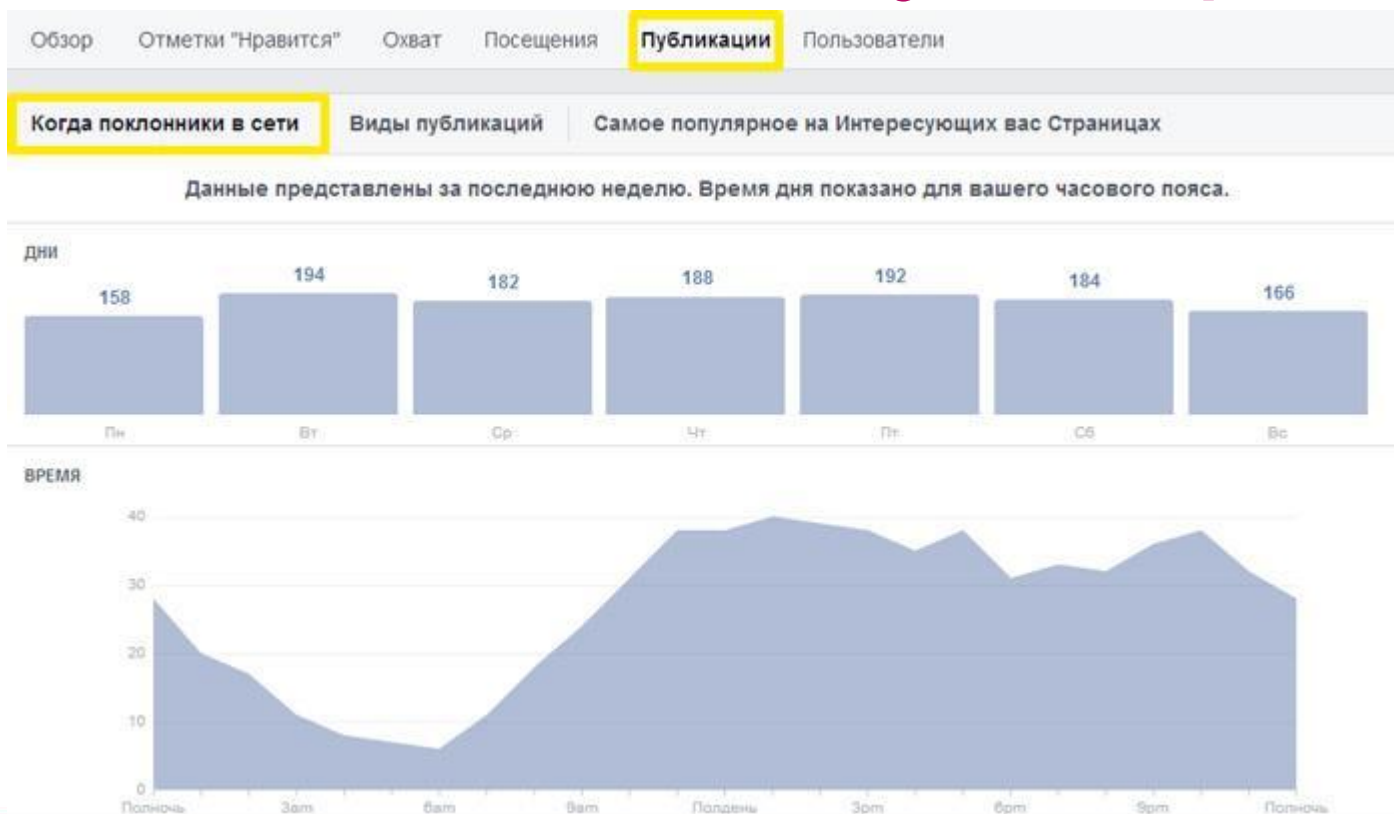 Обзор Отметки "Нравится" Охват Посещения Публикации Пользователи
Когда поклонники в сети Виды публикаций Самое популярное на Интересующих вас Страницах
Данные представлены за последнюю неделю. Время дня показано для вашего часового пояса.
ДНИ
158 194 182 188 192 184 166
Пн Вт Ср Чт Пт Сб Вс
ВРЕМЯ
40
30
20
10
0
Полночь 3am 6am 9am Полдень 3pm 6pm 9pm Полночь